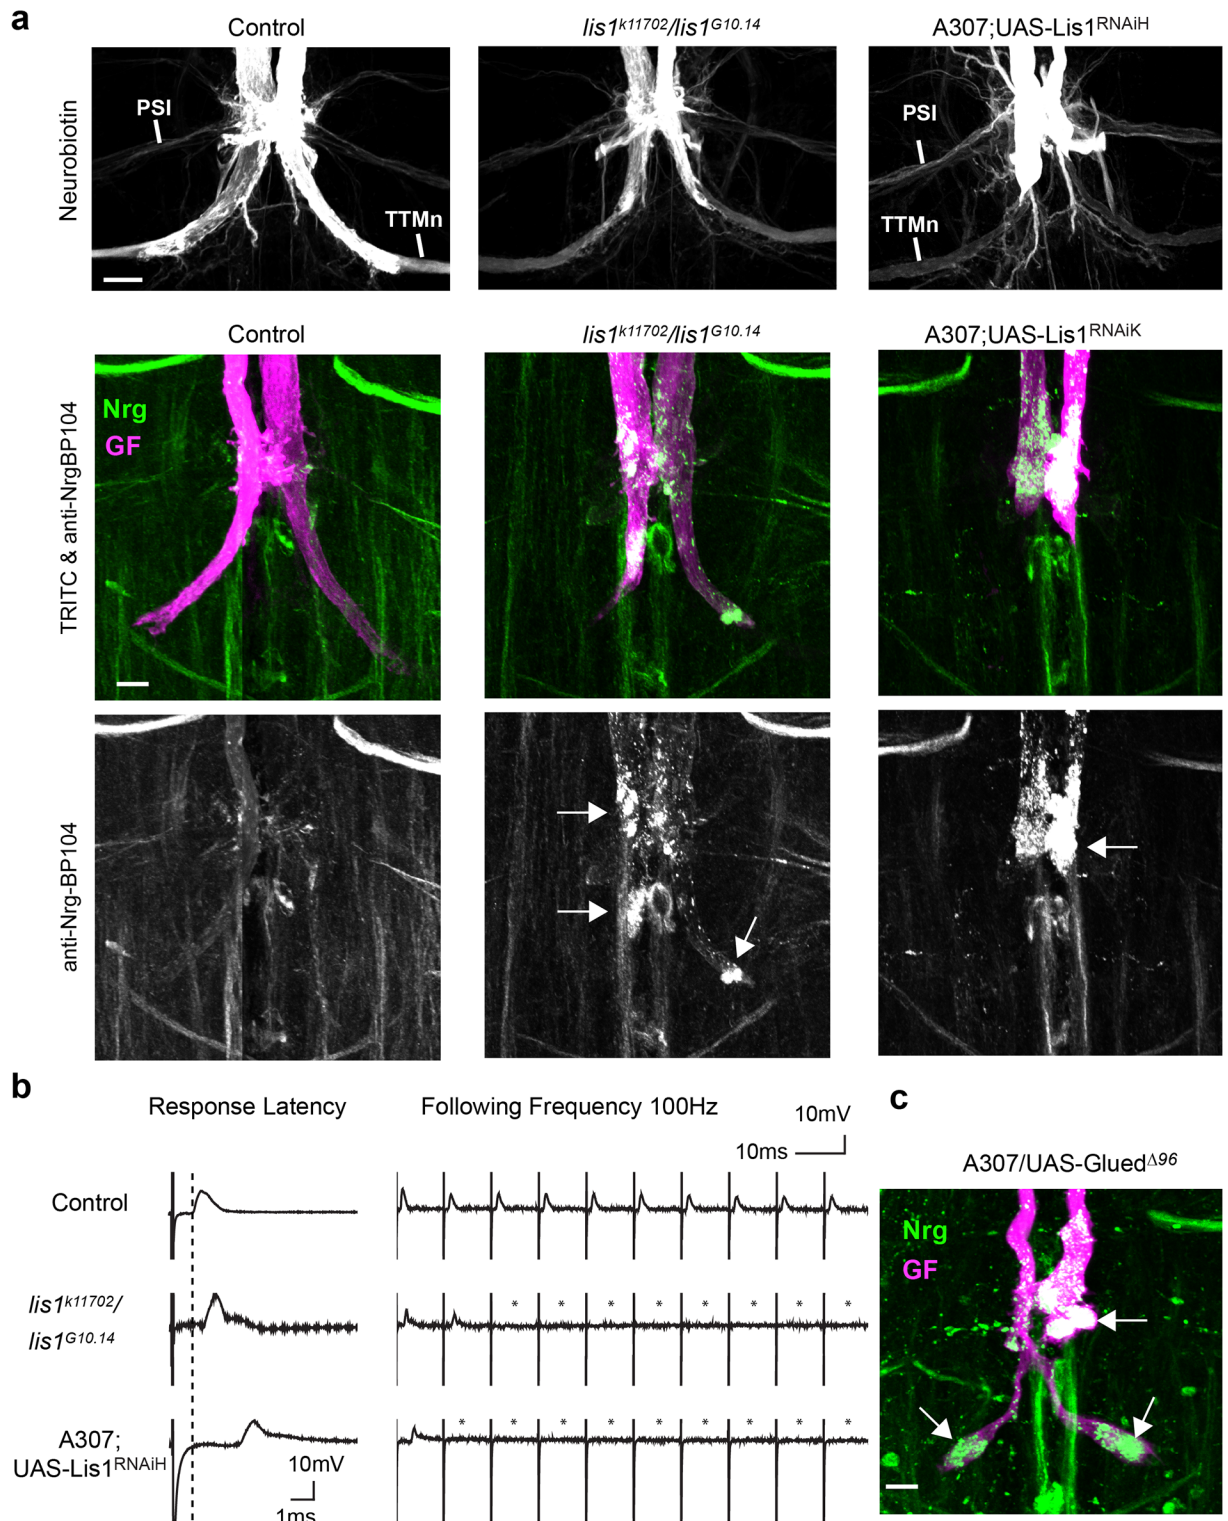 a
Control
lis1k11702/lis1G10.14
A307;UAS-Lis1RNAiH
Neurobiotin
PSI
TTMn
PSI
TTMn
Control
lis1k11702/lis1G10.14
A307;UAS-Lis1RNAiK
TRITC & anti-NrgBP104
Nrg
GF
anti-Nrg-BP104
b
Response Latency
Following Frequency 100Hz
10mV
10ms
Control
lis1k11702/
lis1G10.14
* * * * * * * *
A307;
UAS-Lis1RNAiH
* * * * * * * * *
10mV
1ms
c
A307/UAS-GluedΔ96
Nrg
GF